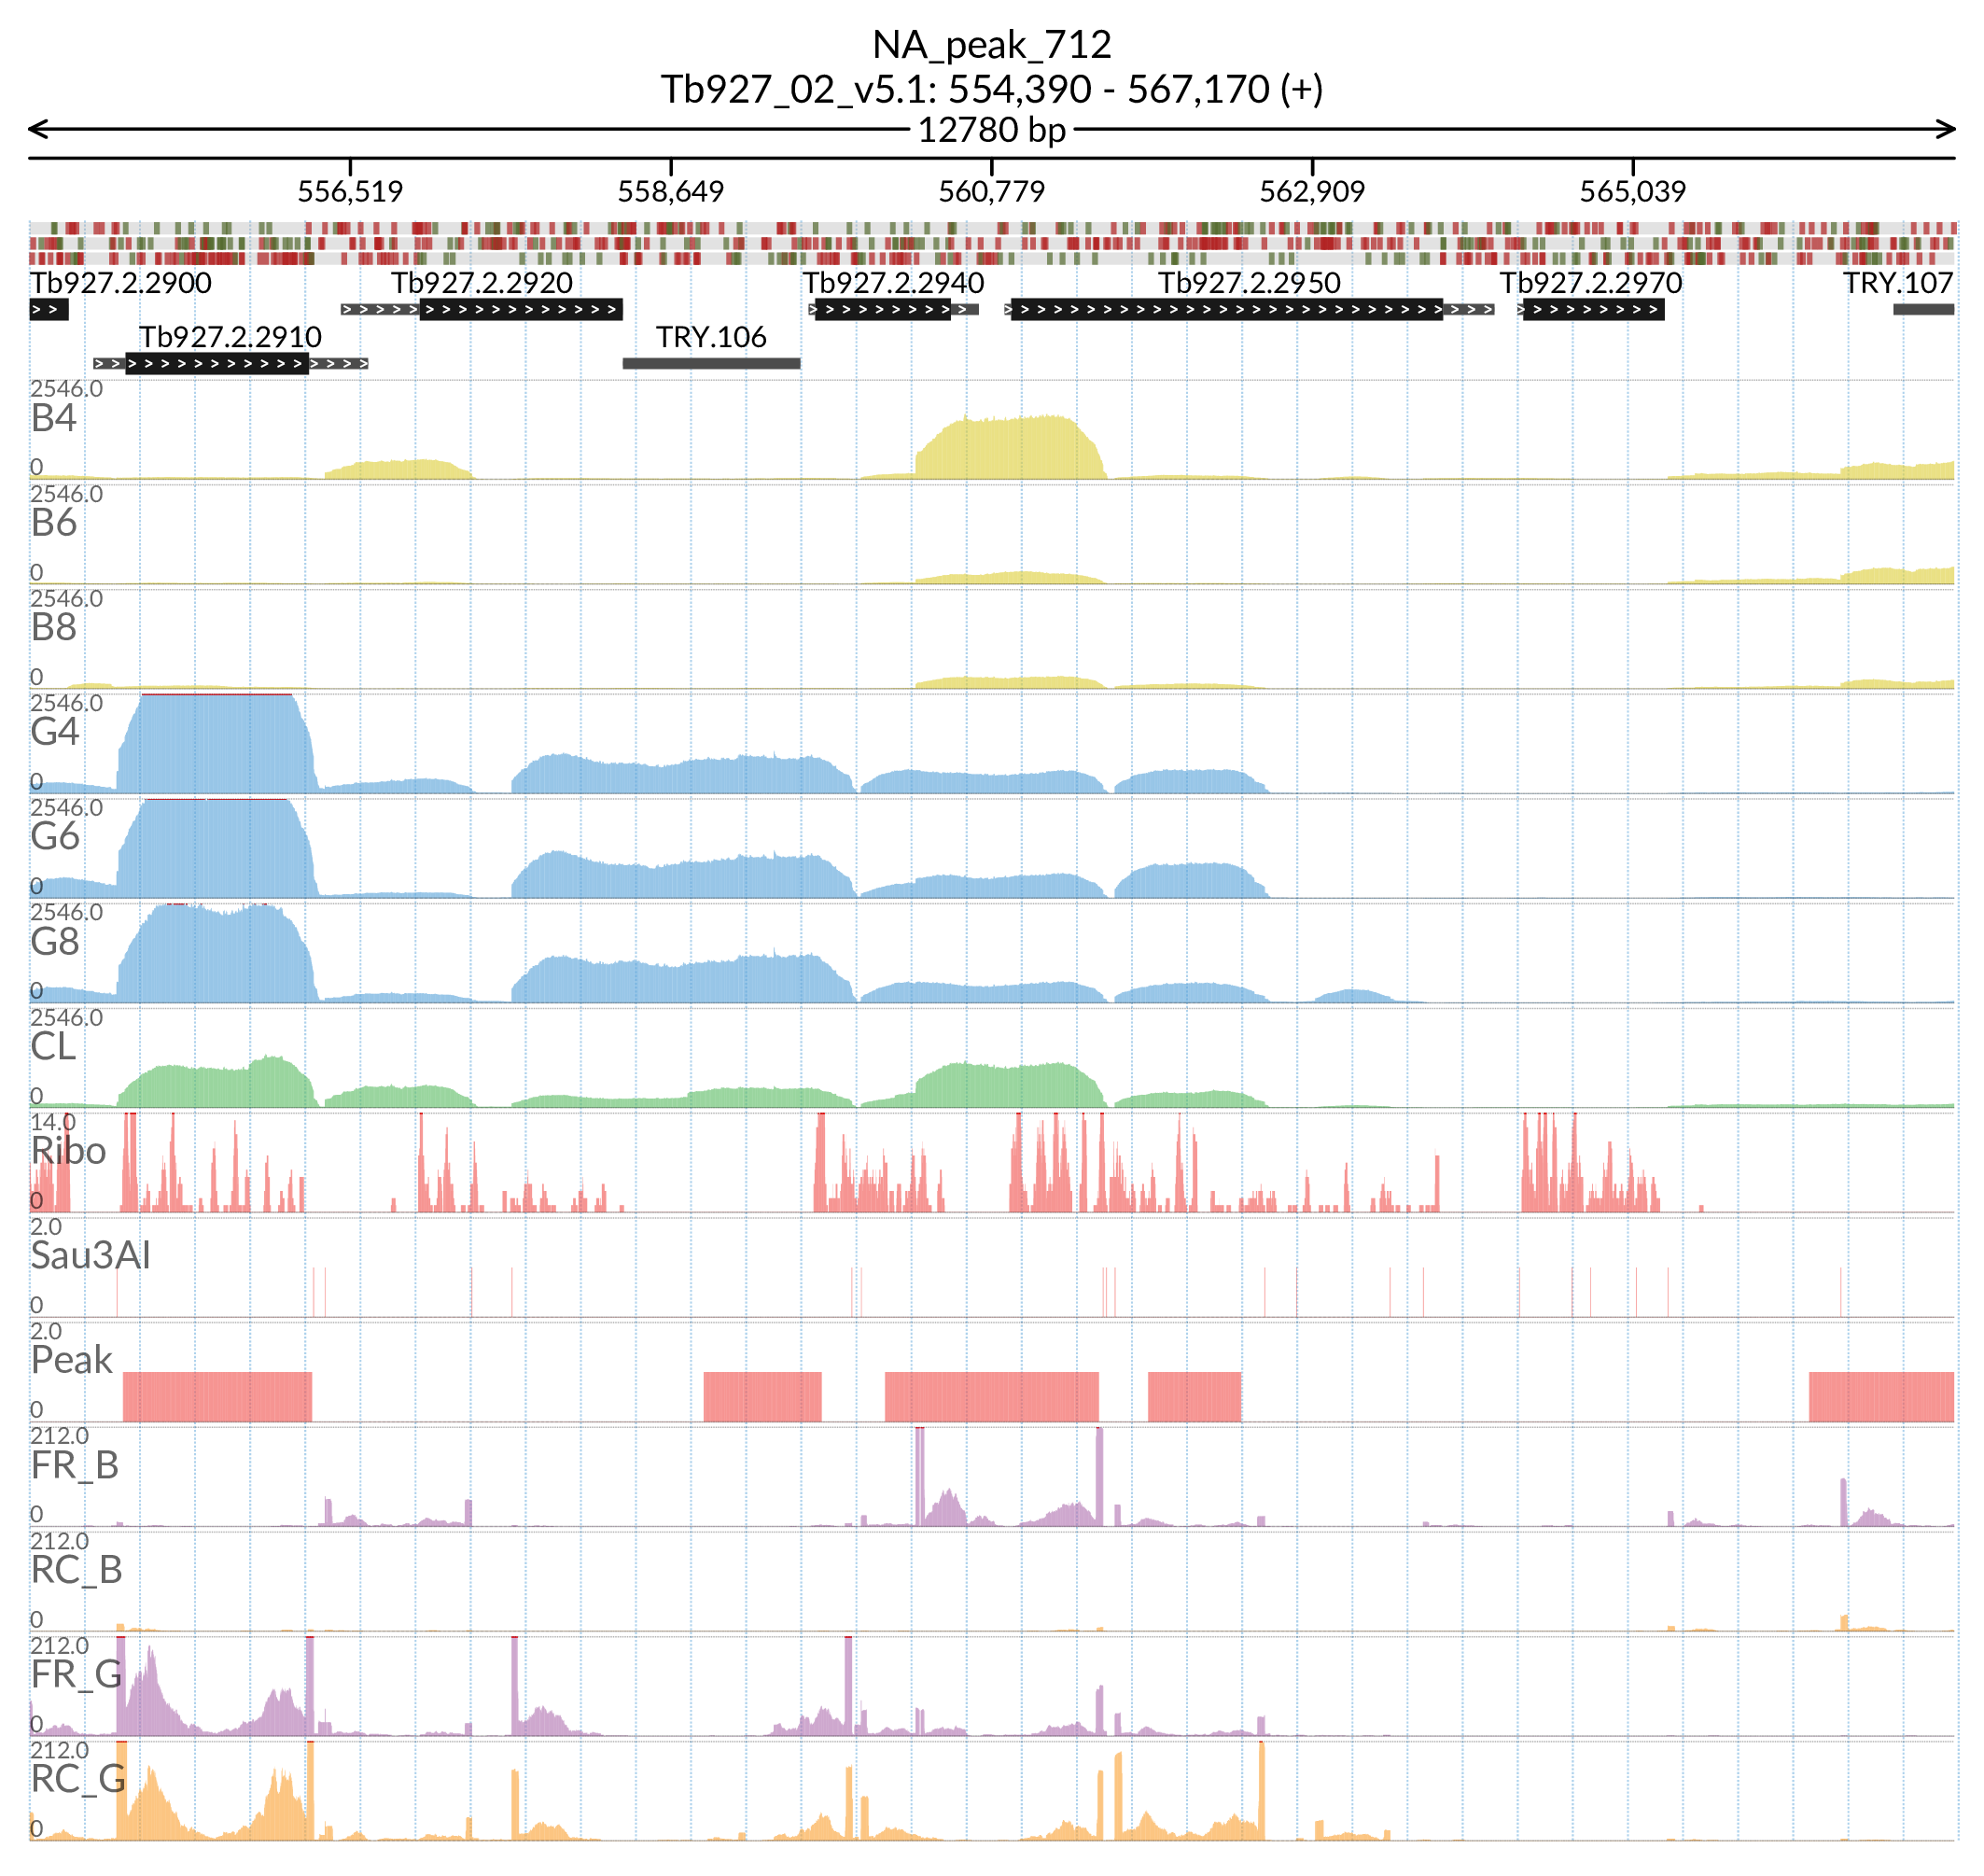 NA_peak_712
Tb927_02_v5.1: 554,390 - 567,170 (+)
12780 bp
556,519 558,649 560,779 562,909 565,039
Tb927.2.2900 Tb927.2.2920 Tb927.2.2940 Tb927.2.2950 Tb927.2.2970 TRY.107
Tb927.2.2910 TRY.106
2546.0
B4
0
2546.0
B6
0
2546.0
B8
0
2546.0
G4
0
2546.0
G6
0
2546.0
G8
0
2546.0
CL
0
14.0
Ribo
0
2.0
Sau3AI
0
2.0
Peak
0
212.0
FR_B
0
212.0
RC_B
0
212.0
FR_G
0
212.0
RC_G
0